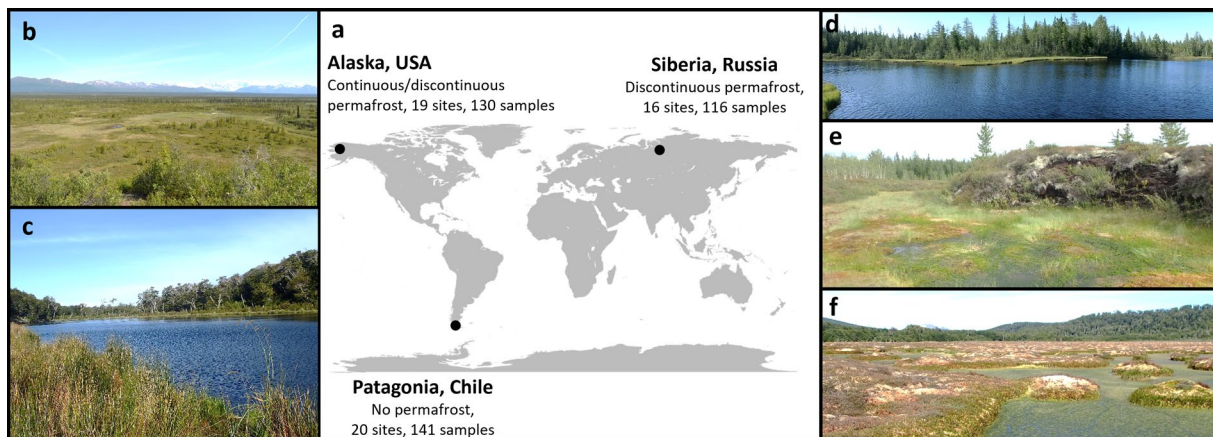 b
a
Alaska, USA
Continuous/discontinuous
permafrost, 19 sites, 130 samples
Siberia, Russia
Discontinuous permafrost,
16 sites, 116 samples
Patagonia, Chile
No permafrost,
20 sites, 141 samples
c
d
e
f